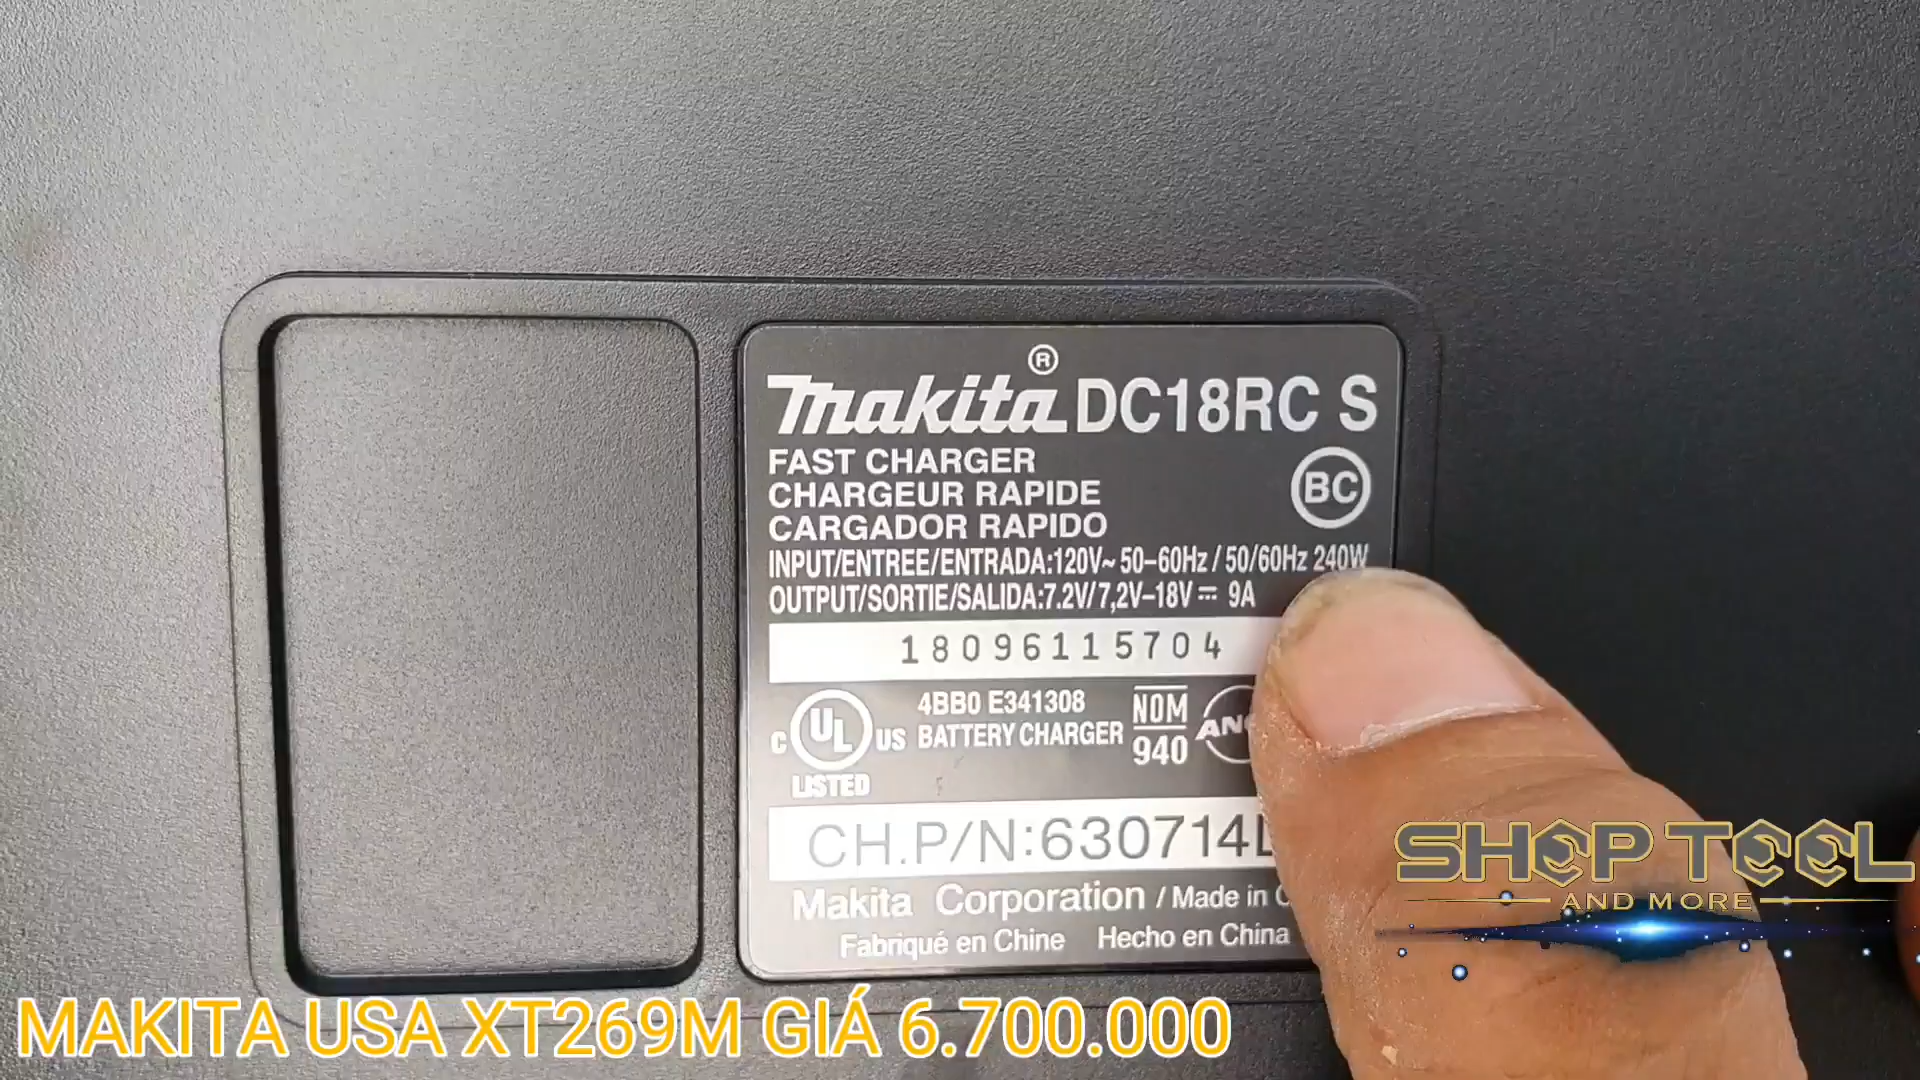 makita® DC18RC S
FAST CHARGER
CHARGEUR RAPIDE
CARGADOR RAPIDO
BC
INPUT/ENTREE/ENTRADA:120V~ 50–60Hz / 50/60Hz 240W
OUTPUT/SORTIE/SALIDA:7.2V/7,2V–18V⎓ 9A
18096115704
C UL US
LISTED
4BB0 E341308
BATTERY CHARGER
NOM
940
CH.P/N:630714
Makita Corporation / Made in
Fabriqué en Chine Hecho en China
SHOP TOOL
AND MORE
MAKITA USA XT269M GIÁ 6.700.000